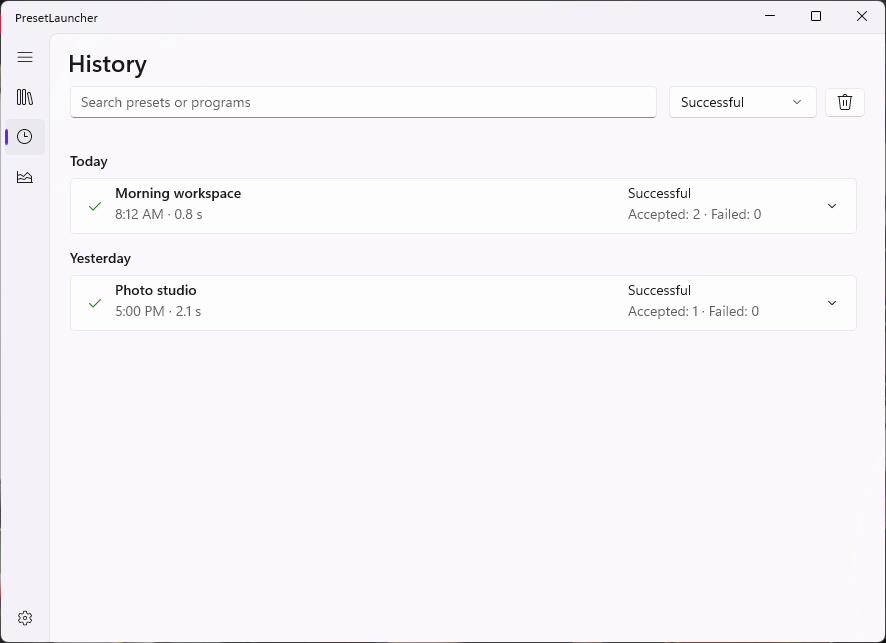 PresetLauncher
History
Search presets or programs
Successful
Today
Morning workspace
8:12 AM · 0.8 s
Successful
Accepted: 2 · Failed: 0
Yesterday
Photo studio
5:00 PM · 2.1 s
Successful
Accepted: 1 · Failed: 0